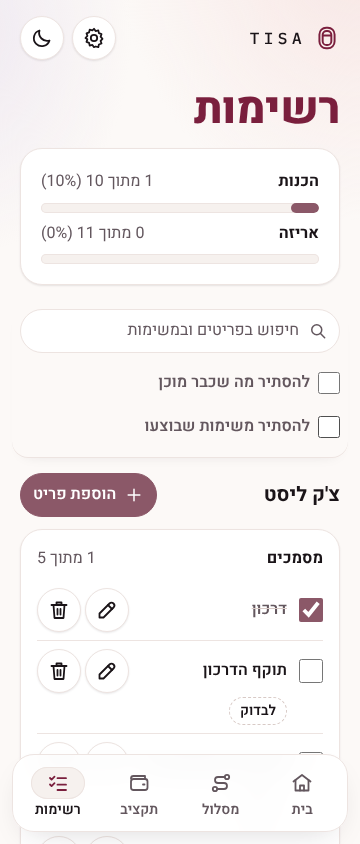 TISA
רשימות
הכנות 1 מתוך 10 (10%)
אריזה 0 מתוך 11 (0%)
חיפוש בפריטים ובמשימות
להסתיר מה שכבר מוכן
להסתיר משימות שבוצעו
צ'ק ליסט
הוספת פריט
מסמכים 1 מתוך 5
דרכון
תוקף הדרכון
לבדוק
בית מסלול תקציב רשימות